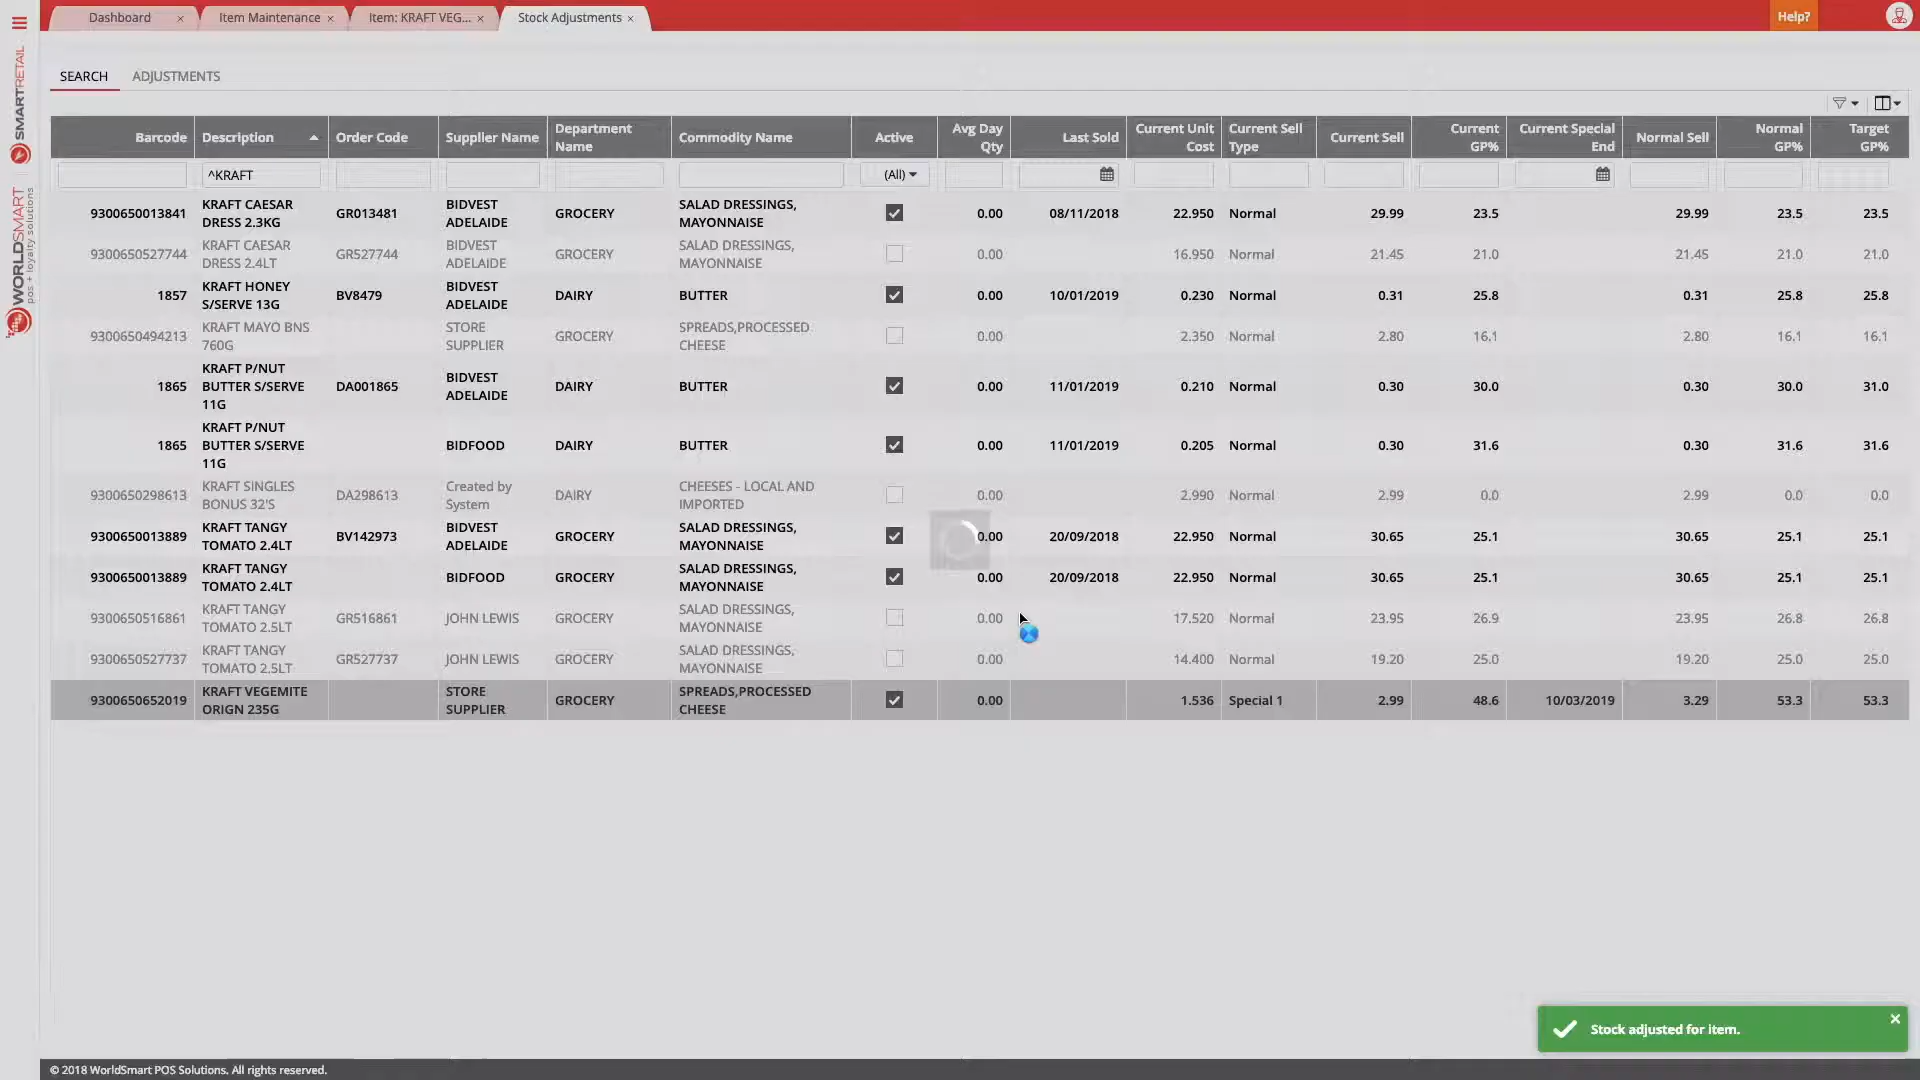 Dashboard × Item Maintenance × Item: KRAFT VEG... × Stock Adjustments × Help?
SMARTRETAIL
WORLDSMART
pos + loyalty solutions
SEARCH ADJUSTMENTS
Barcode Description Order Code Supplier Name Department Name Commodity Name Active Avg Day Qty Last Sold Current Unit Cost Current Sell Type Current Sell Current GP% Current Special End Normal Sell Normal GP% Target GP%
^KRAFT (All)
9300650013841 KRAFT CAESAR DRESS 2.3KG GR013481 BIDVEST ADELAIDE GROCERY SALAD DRESSINGS, MAYONNAISE 0.00 08/11/2018 22.950 Normal 29.99 23.5 29.99 23.5 23.5
9300650527744 KRAFT CAESAR DRESS 2.4LT GR527744 BIDVEST ADELAIDE GROCERY SALAD DRESSINGS, MAYONNAISE 0.00 16.950 Normal 21.45 21.0 21.45 21.0 21.0
1857 KRAFT HONEY S/SERVE 13G BV8479 BIDVEST ADELAIDE DAIRY BUTTER 0.00 10/01/2019 0.230 Normal 0.31 25.8 0.31 25.8 25.8
9300650494213 KRAFT MAYO BNS 760G STORE SUPPLIER GROCERY SPREADS,PROCESSED CHEESE 0.00 2.350 Normal 2.80 16.1 2.80 16.1 16.1
1865 KRAFT P/NUT BUTTER S/SERVE 11G DA001865 BIDVEST ADELAIDE DAIRY BUTTER 0.00 11/01/2019 0.210 Normal 0.30 30.0 0.30 30.0 31.0
1865 KRAFT P/NUT BUTTER S/SERVE 11G BIDFOOD DAIRY BUTTER 0.00 11/01/2019 0.205 Normal 0.30 31.6 0.30 31.6 31.6
9300650298613 KRAFT SINGLES BONUS 32'S DA298613 Created by System DAIRY CHEESES - LOCAL AND IMPORTED 0.00 2.990 Normal 2.99 0.0 2.99 0.0 0.0
9300650013889 KRAFT TANGY TOMATO 2.4LT BV142973 BIDVEST ADELAIDE GROCERY SALAD DRESSINGS, MAYONNAISE 0.00 20/09/2018 22.950 Normal 30.65 25.1 30.65 25.1 25.1
9300650013889 KRAFT TANGY TOMATO 2.4LT BIDFOOD GROCERY SALAD DRESSINGS, MAYONNAISE 0.00 20/09/2018 22.950 Normal 30.65 25.1 30.65 25.1 25.1
9300650516861 KRAFT TANGY TOMATO 2.5LT GR516861 JOHN LEWIS GROCERY SALAD DRESSINGS, MAYONNAISE 0.00 17.520 Normal 23.95 26.9 23.95 26.8 26.8
9300650527737 KRAFT TANGY TOMATO 2.5LT GR527737 JOHN LEWIS GROCERY SALAD DRESSINGS, MAYONNAISE 0.00 14.400 Normal 19.20 25.0 19.20 25.0 25.0
9300650652019 KRAFT VEGEMITE ORIGN 235G STORE SUPPLIER GROCERY SPREADS,PROCESSED CHEESE 0.00 1.536 Special 1 2.99 48.6 10/03/2019 3.29 53.3 53.3
Stock adjusted for item. ×
© 2018 WorldSmart POS Solutions. All rights reserved.